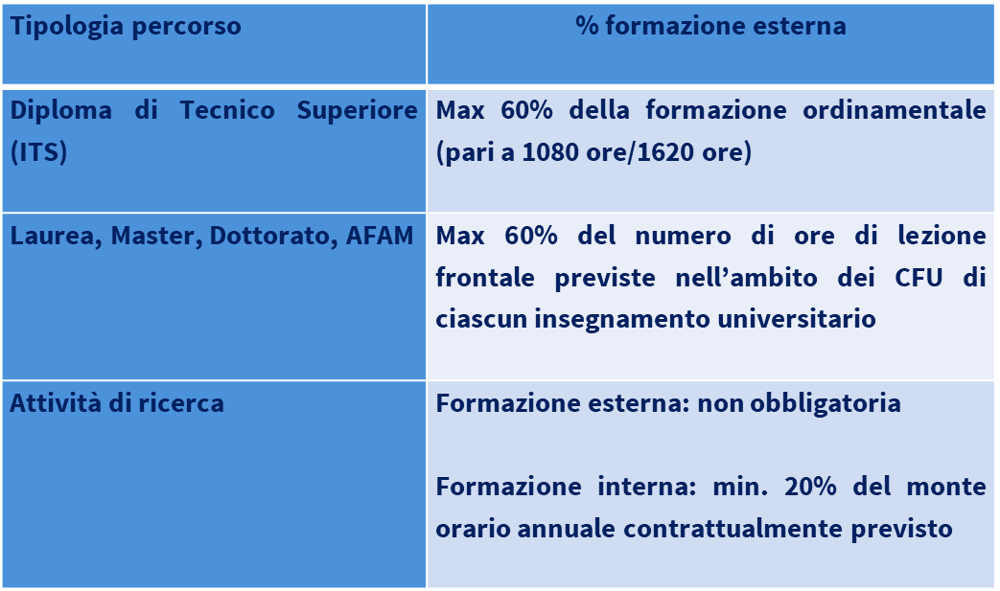 Tipologia percorso
% formazione esterna
Diploma di Tecnico Superiore
(ITS)
Max 60% della formazione ordinamentale
(pari a 1080 ore/1620 ore)
Laurea, Master, Dottorato, AFAM
Max 60% del numero di ore di lezione
frontale previste nell’ambito dei CFU di
ciascun insegnamento universitario
Attività di ricerca
Formazione esterna: non obbligatoria
Formazione interna: min. 20% del monte
orario annuale contrattualmente previsto